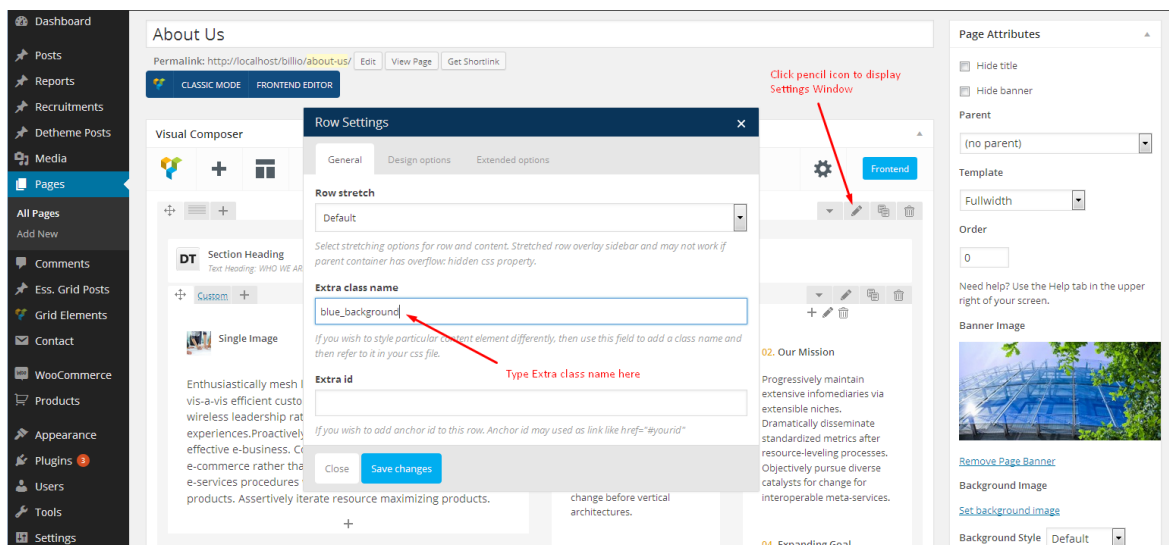 Dashboard
Posts
Reports
Recruitments
Detheme Posts
Media
Pages
All Pages
Add New
Comments
Ess. Grid Posts
Grid Elements
Contact
WooCommerce
Products
Appearance
Plugins 3
Users
Tools
Settings
About Us
Permalink: http://localhost/billio/about-us/ Edit View Page Get Shortlink
CLASSIC MODE FRONTEND EDITOR
Click pencil icon to display
Settings Window
Visual Composer
Frontend
DT Section Heading
Text Heading: WHO WE AR
Custom
Single Image
Enthusiastically mesh
vis-a-vis efficient custo
wireless leadership rat
experiences.Proactively
effective e-business. Co
e-commerce rather tha
e-services procedures
products. Assertively iterate resource maximizing products.
Row Settings
General Design options Extended options
Row stretch
Default
Select stretching options for row and content. Stretched row overlay sidebar and may not work if
parent container has overflow: hidden css property.
Extra class name
blue_background
If you wish to style particular content element differently, then use this field to add a class name and
then refer to it in your css file.
Type Extra class name here
Extra id
If you wish to add anchor id to this row. Anchor id may used as link like href="#yourid"
Close Save changes
change before vertical
architectures.
02. Our Mission
Progressively maintain
extensive infomediaries via
extensible niches.
Dramatically disseminate
standardized metrics after
resource-leveling processes.
Objectively pursue diverse
catalysts for change for
interoperable meta-services.
04. Expanding Goal
Page Attributes
Hide title
Hide banner
Parent
(no parent)
Template
Fullwidth
Order
0
Need help? Use the Help tab in the upper
right of your screen.
Banner Image
Remove Page Banner
Background Image
Set background image
Background Style Default